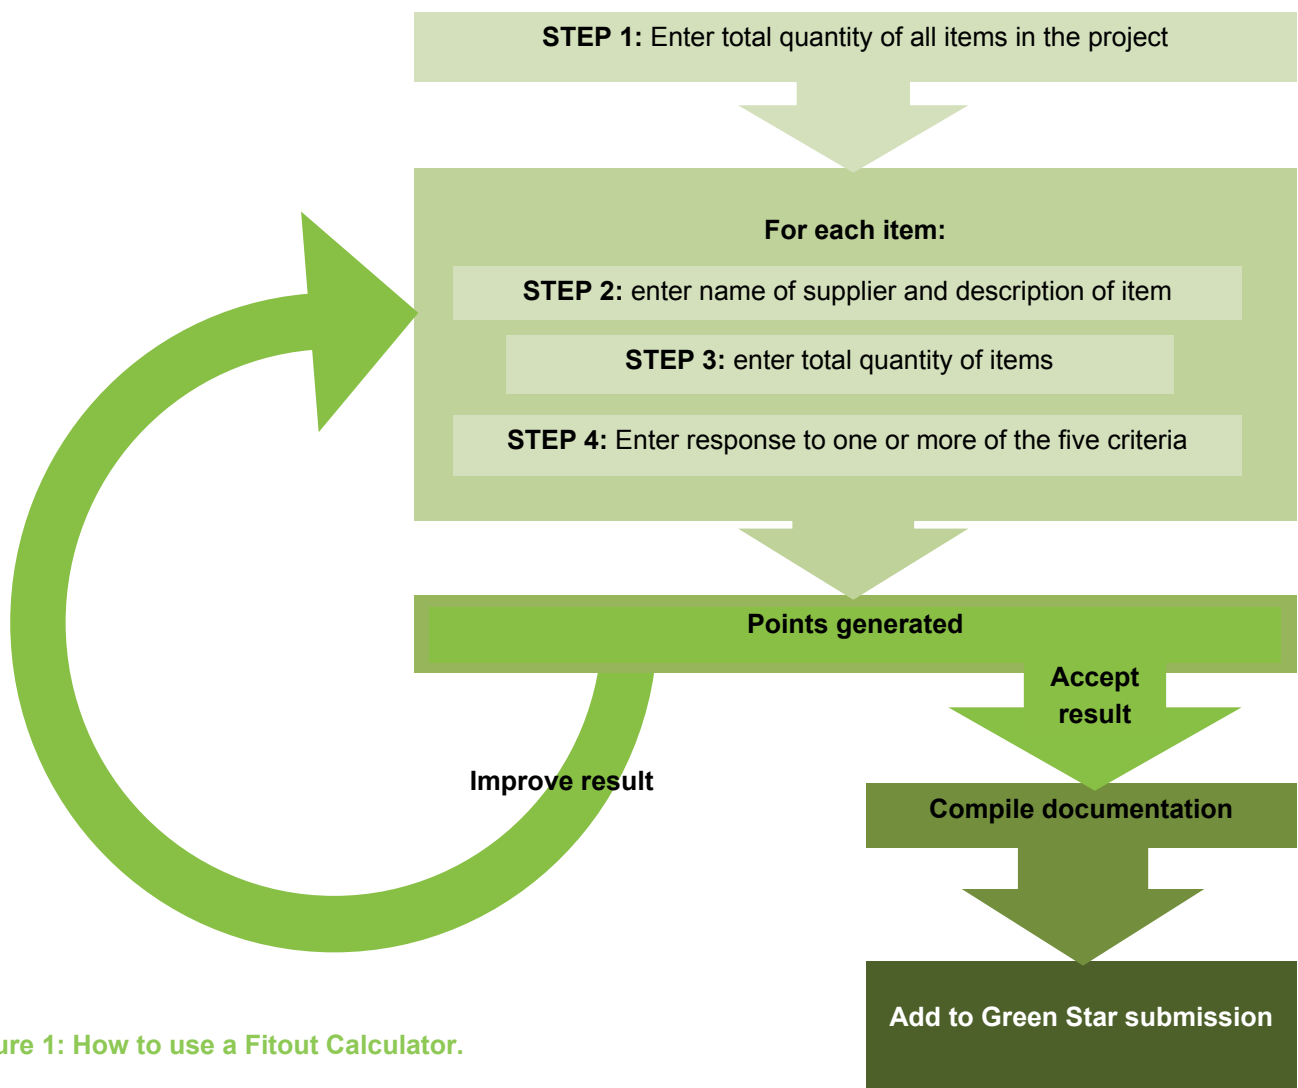 STEP 1: Enter total quantity of all items in the project
For each item:
STEP 2: enter name of supplier and description of item
STEP 3: enter total quantity of items
STEP 4: Enter response to one or more of the five criteria
Points generated
Accept
result
Improve result
Compile documentation
Add to Green Star submission
ure 1: How to use a Fitout Calculator.